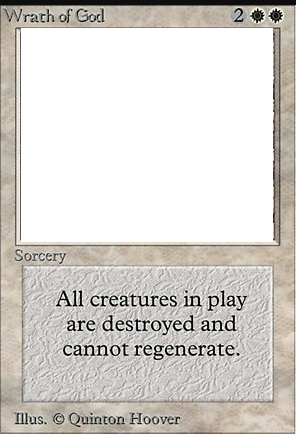 Wrath of God 2
Sorcery
All creatures in play
are destroyed and
cannot regenerate.
Illus. © Quinton Hoover